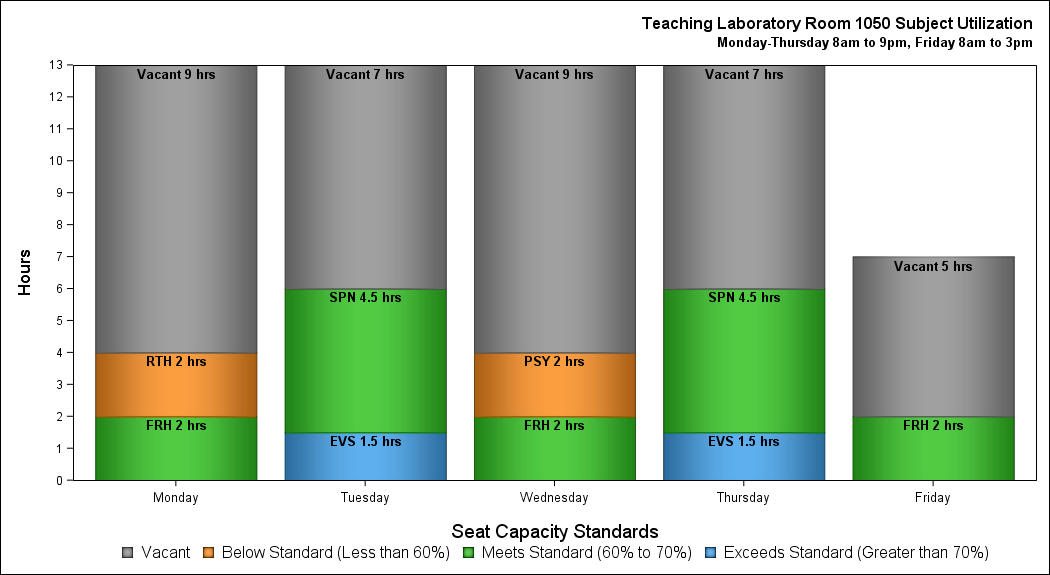 Teaching Laboratory Room 1050 Subject Utilization
Monday-Thursday 8am to 9pm, Friday 8am to 3pm
Hours
13
12
11
10
9
8
7
6
5
4
3
2
1
0
Vacant 9 hrs
RTH 2 hrs
FRH 2 hrs
Vacant 7 hrs
SPN 4.5 hrs
EVS 1.5 hrs
Vacant 9 hrs
PSY 2 hrs
FRH 2 hrs
Vacant 7 hrs
SPN 4.5 hrs
EVS 1.5 hrs
Vacant 5 hrs
FRH 2 hrs
Monday Tuesday Wednesday Thursday Friday
Seat Capacity Standards
Vacant Below Standard (Less than 60%) Meets Standard (60% to 70%) Exceeds Standard (Greater than 70%)